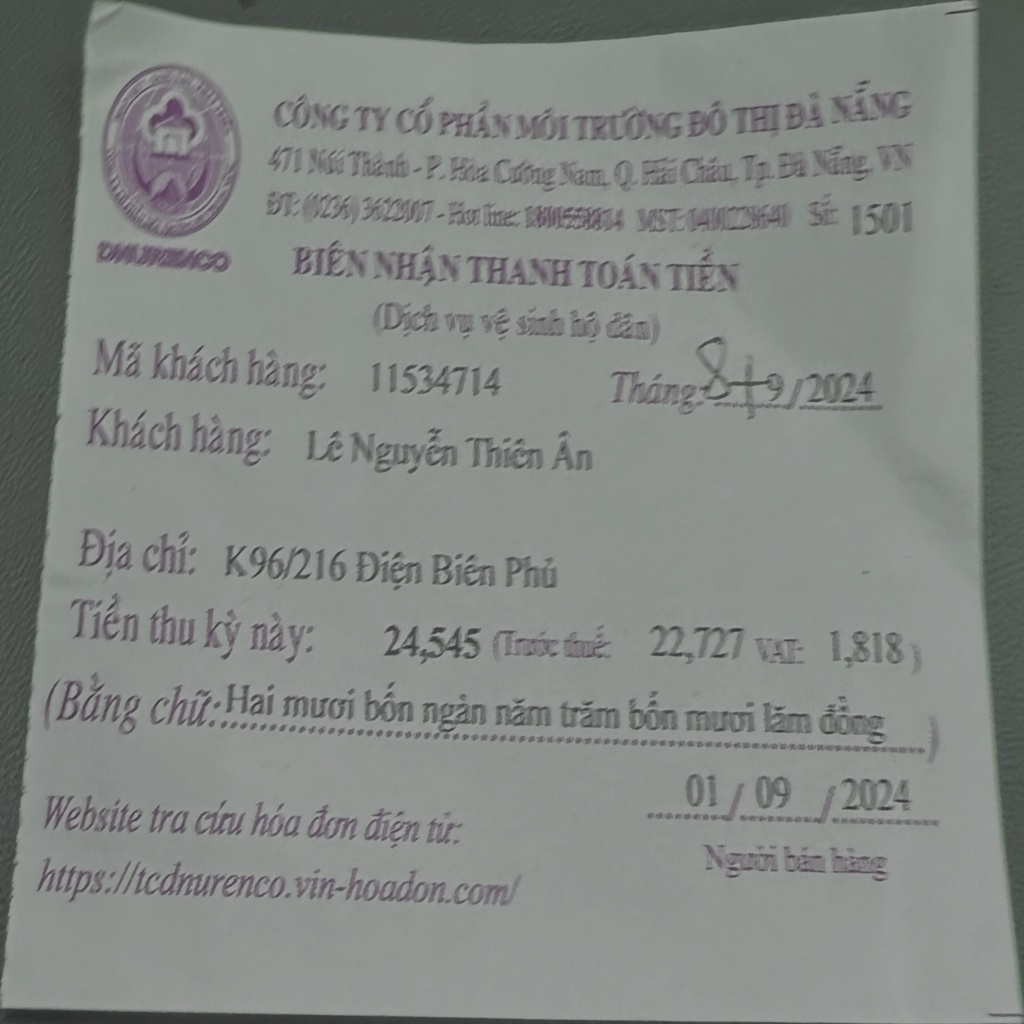 CÔNG TY CỔ PHẦN MÔI TRƯỜNG ĐÔ THỊ ĐÀ NẴNG
471 Núi Thành - P. Hòa Cường Nam, Q. Hải Châu, Tp. Đà Nẵng, VN
ĐT: (0236) 3622007 - Hot line: MST: Số: 1501
DNURENCO
BIÊN NHẬN THANH TOÁN TIỀN
(Dịch vụ vệ sinh hộ dân)
Mã khách hàng: 11534714 Tháng: 8+9/2024
Khách hàng: Lê Nguyễn Thiên Ân
Địa chỉ: K96/216 Điện Biên Phủ
Tiền thu kỳ này: 24,545 (Trước thuế: 22,727 VAT: 1,818)
(Bằng chữ: Hai mươi bốn ngàn năm trăm bốn mươi lăm đồng)
01 / 09 / 2024
Người bán hàng
Website tra cứu hóa đơn điện tử:
https://tcdnurenco.vin-hoadon.com/